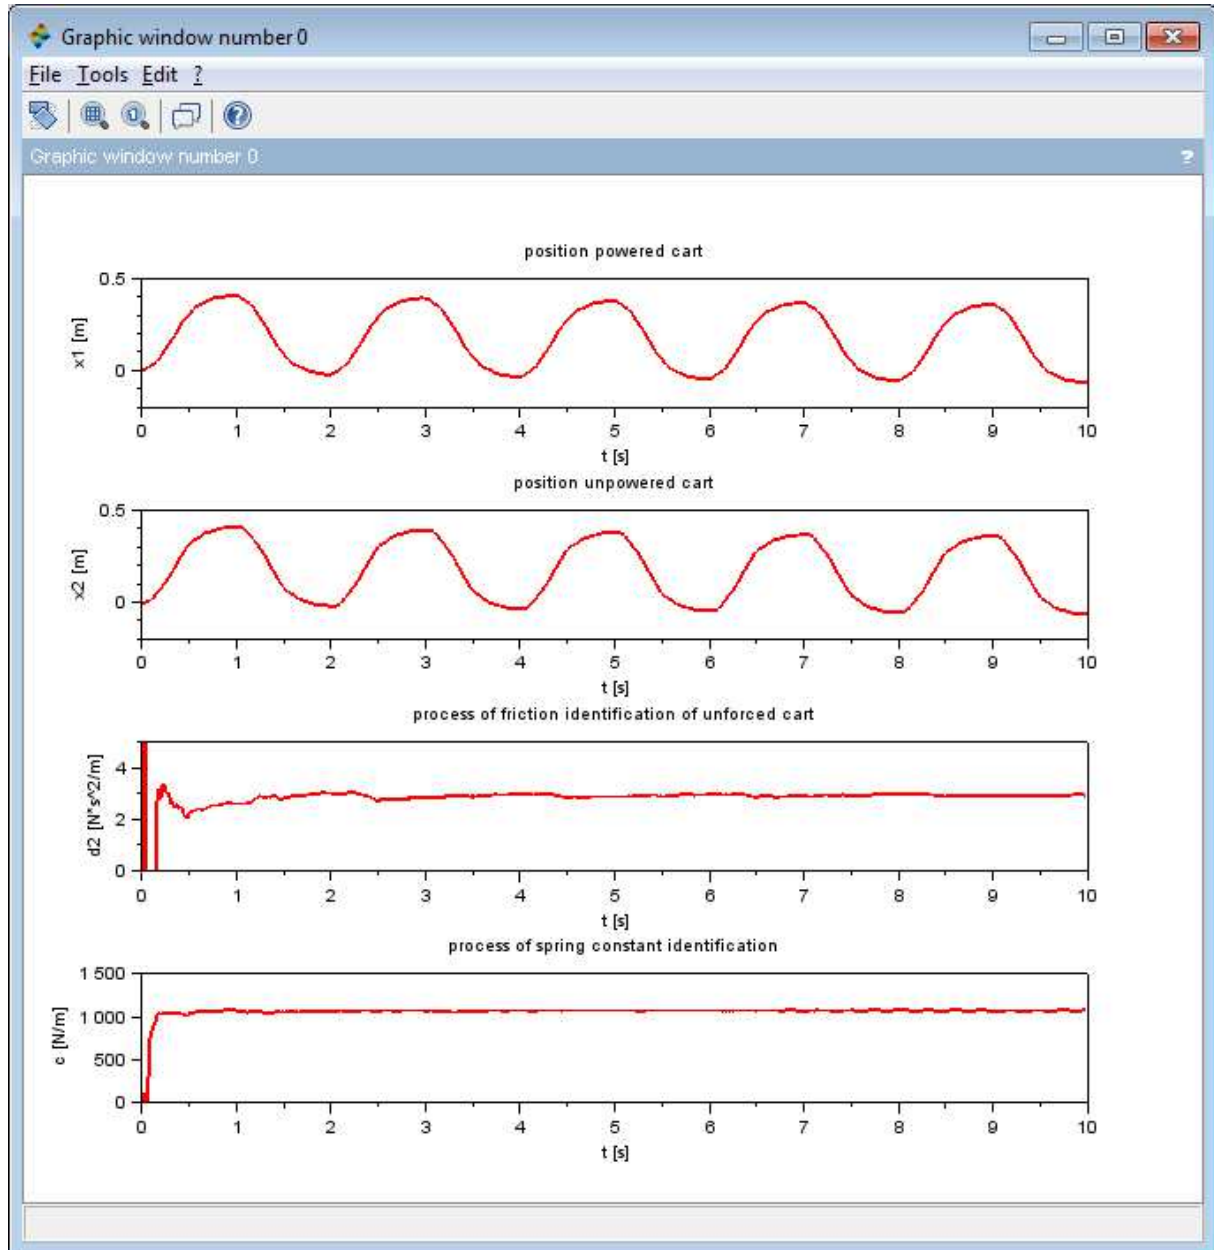 Graphic window number 0
File Tools Edit ?
Graphic window number 0 ?
position powered cart
x1 [m]
0.5
0
0 1 2 3 4 5 6 7 8 9 10
t [s]
position unpowered cart
x2 [m]
0.5
0
0 1 2 3 4 5 6 7 8 9 10
t [s]
process of friction identification of unforced cart
d2 [N*s^2/m]
4
2
0
0 1 2 3 4 5 6 7 8 9 10
t [s]
process of spring constant identification
c [N/m]
1 500
1 000
500
0
0 1 2 3 4 5 6 7 8 9 10
t [s]